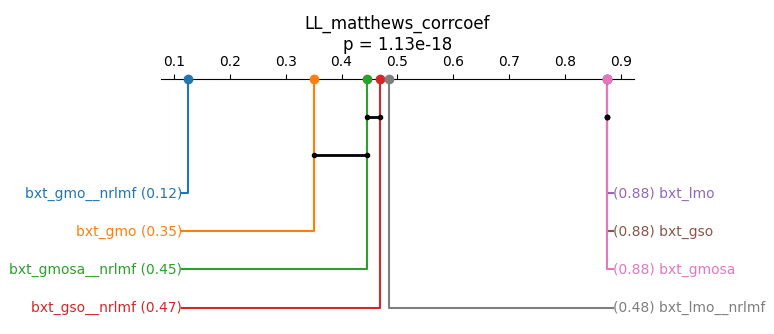 LL_matthews_corrcoef
p = 1.13e-18
0.1 0.2 0.3 0.4 0.5 0.6 0.7 0.8 0.9
bxt_gmo__nrlmf (0.12) (0.88) bxt_lmo
bxt_gmo (0.35) (0.88) bxt_gso
bxt_gmosa__nrlmf (0.45) (0.88) bxt_gmosa
bxt_gso__nrlmf (0.47) (0.48) bxt_lmo__nrlmf